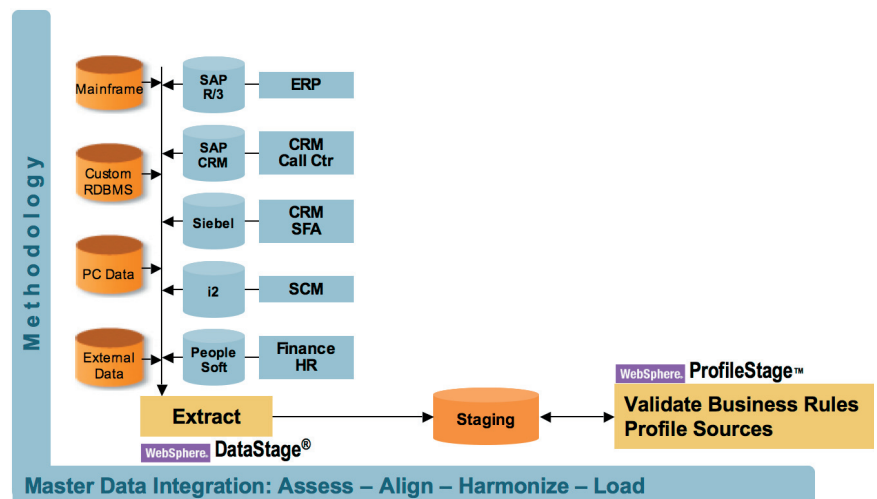 Methodology
Mainframe
SAP
R/3
ERP
Custom
RDBMS
SAP
CRM
CRM
Call Ctr
Siebel
CRM
SFA
PC Data
i2
SCM
External
Data
People
Soft
Finance
HR
Extract
WebSphere. DataStage®
Staging
WebSphere. ProfileStage™
Validate Business Rules
Profile Sources
Master Data Integration: Assess – Align – Harmonize – Load